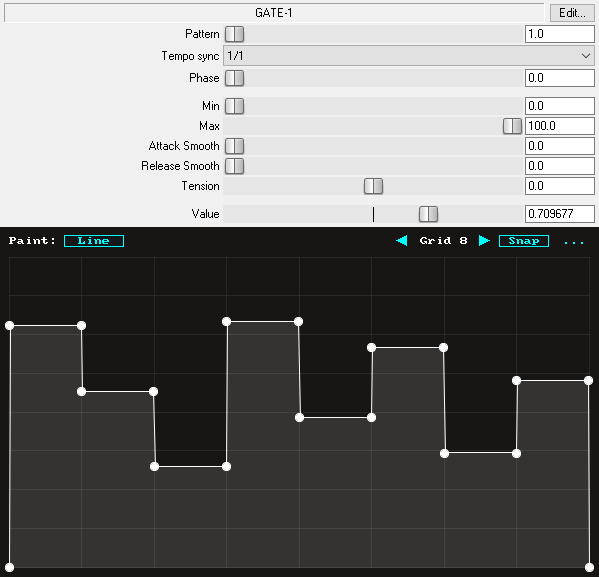 GATE-1 Edit...
Pattern 1.0
Tempo sync 1/1
Phase 0.0
Min 0.0
Max 100.0
Attack Smooth 0.0
Release Smooth 0.0
Tension 0.0
Value 0.709677
Paint: Line Grid 8 Snap ...